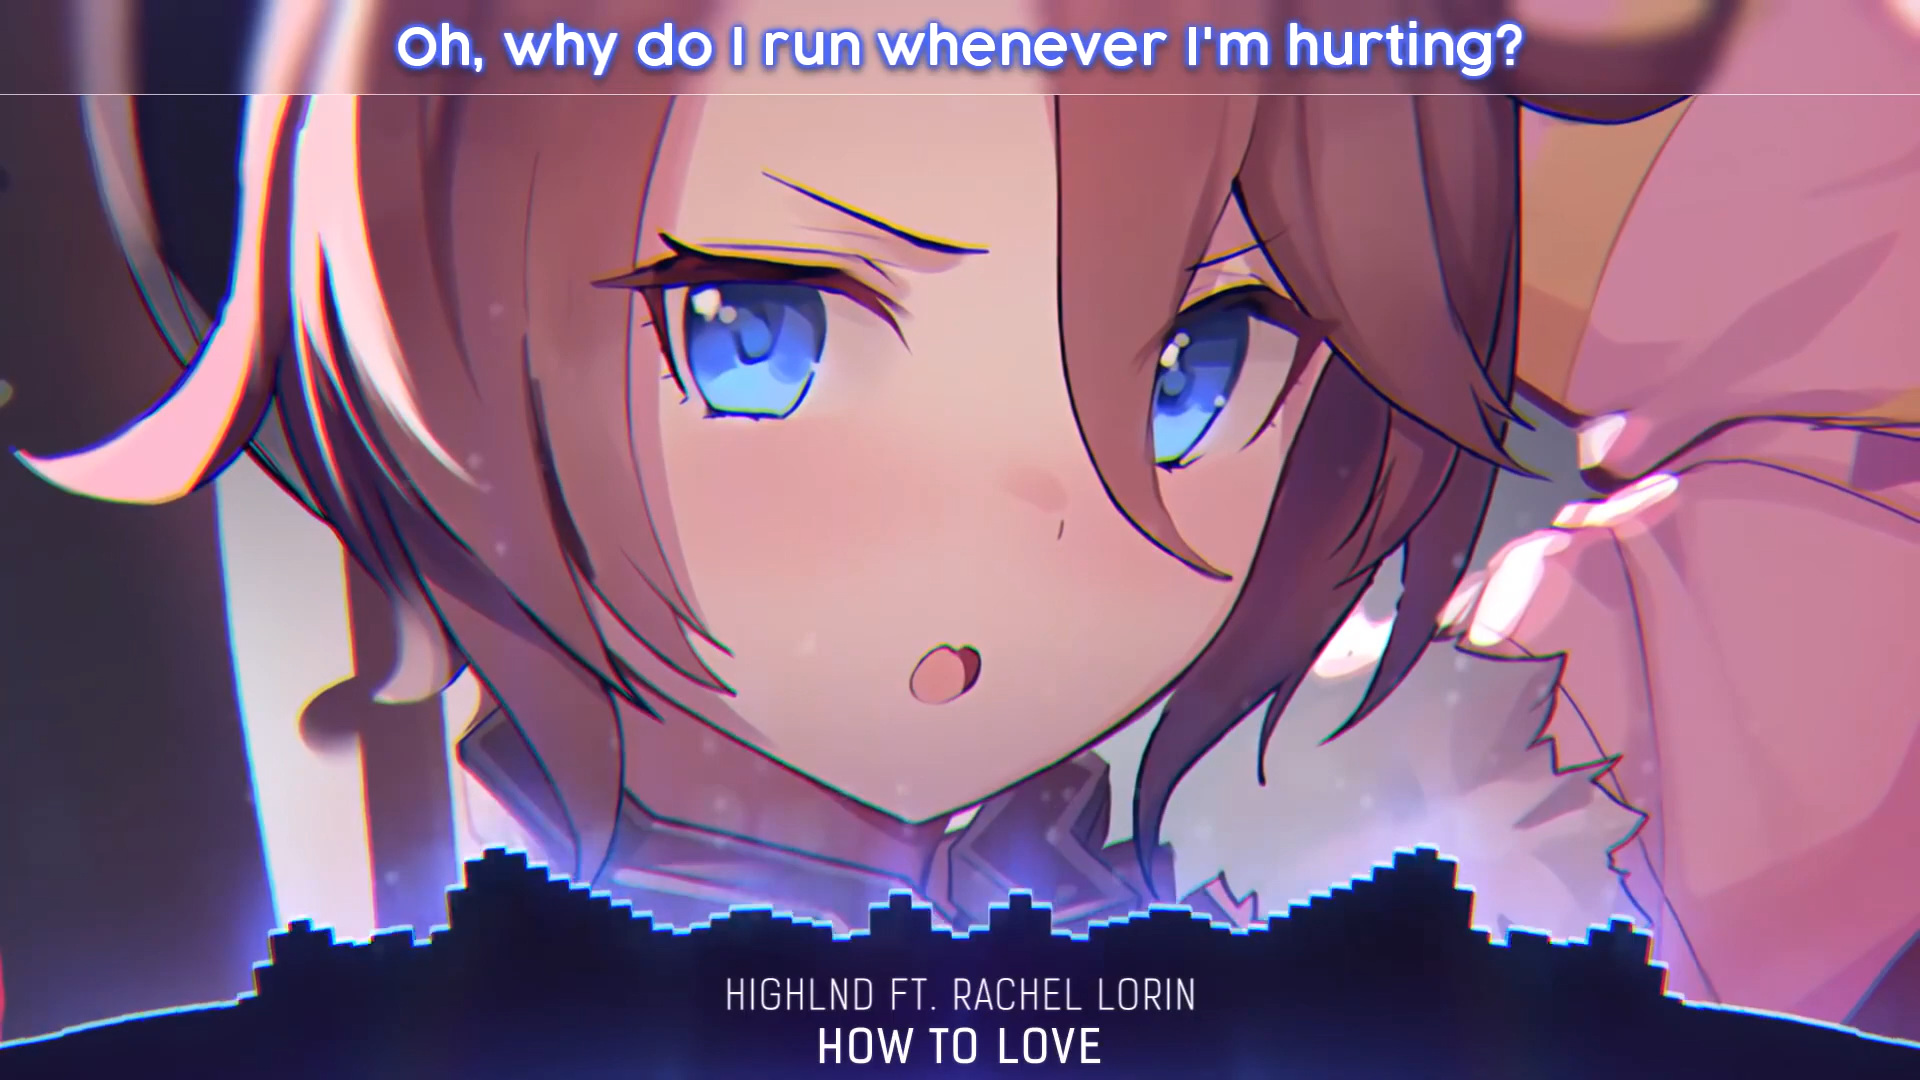 Oh, why do I run whenever I'm hurting?
HIGHLND FT. RACHEL LORIN
HOW TO LOVE